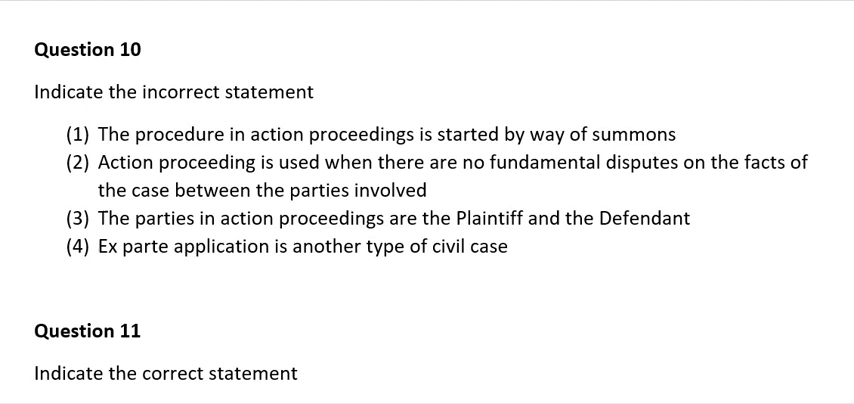 Question 10
Indicate the incorrect statement
(1) The procedure in action proceedings is started by way of summons
(2) Action proceeding is used when there are no fundamental disputes on the facts of
the case between the parties involved
(3) The parties in action proceedings are the Plaintiff and the Defendant
(4) Ex parte application is another type of civil case
Question 11
Indicate the correct statement